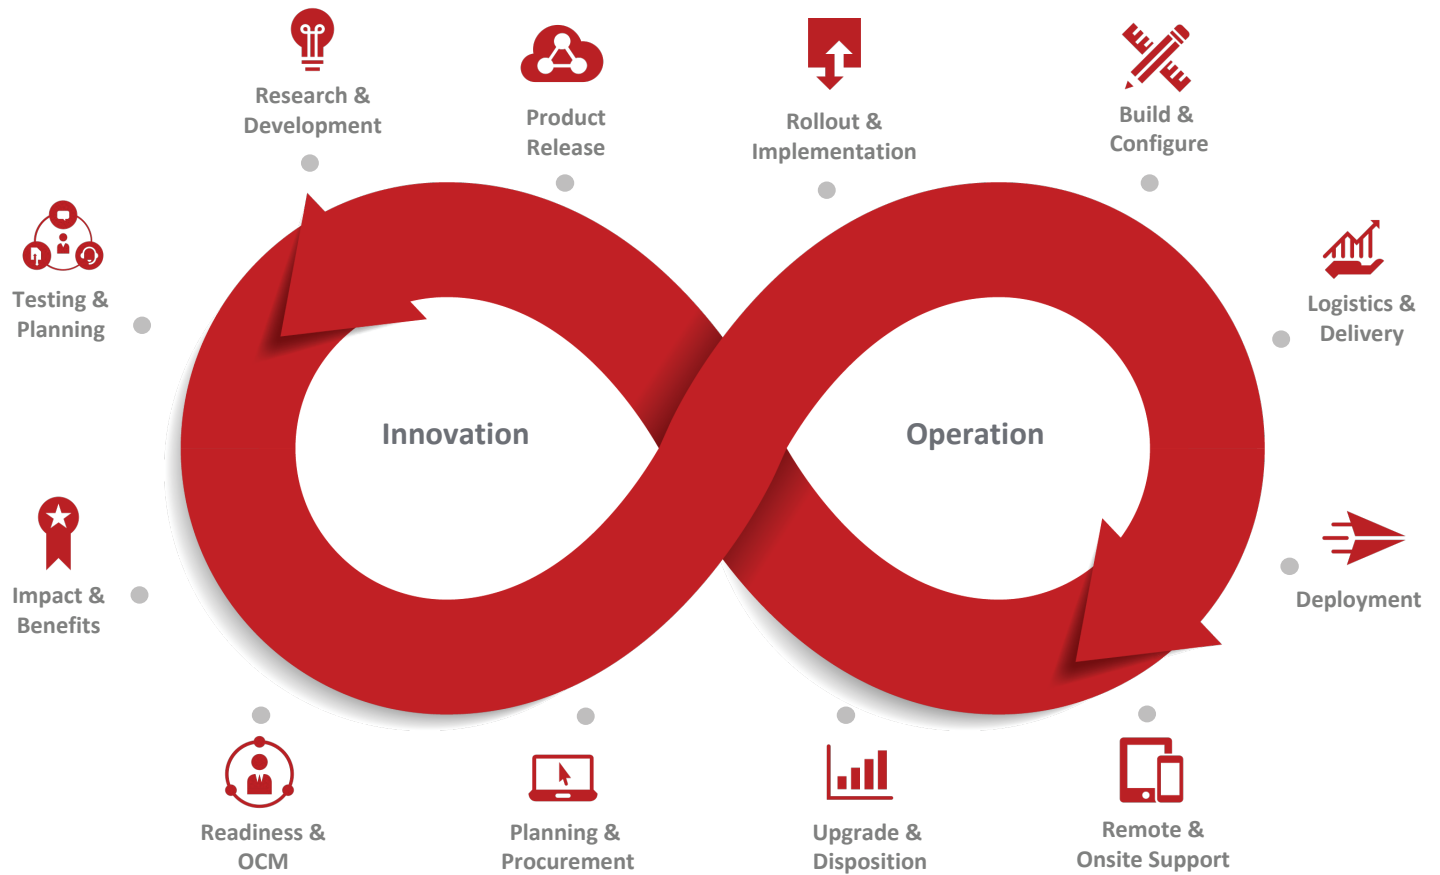 Research &
Development
Product
Release
Rollout &
Implementation
Build &
Configure
Testing &
Planning
Logistics &
Delivery
Innovation
Operation
Impact &
Benefits
Deployment
Readiness &
OCM
Planning &
Procurement
Upgrade &
Disposition
Remote &
Onsite Support